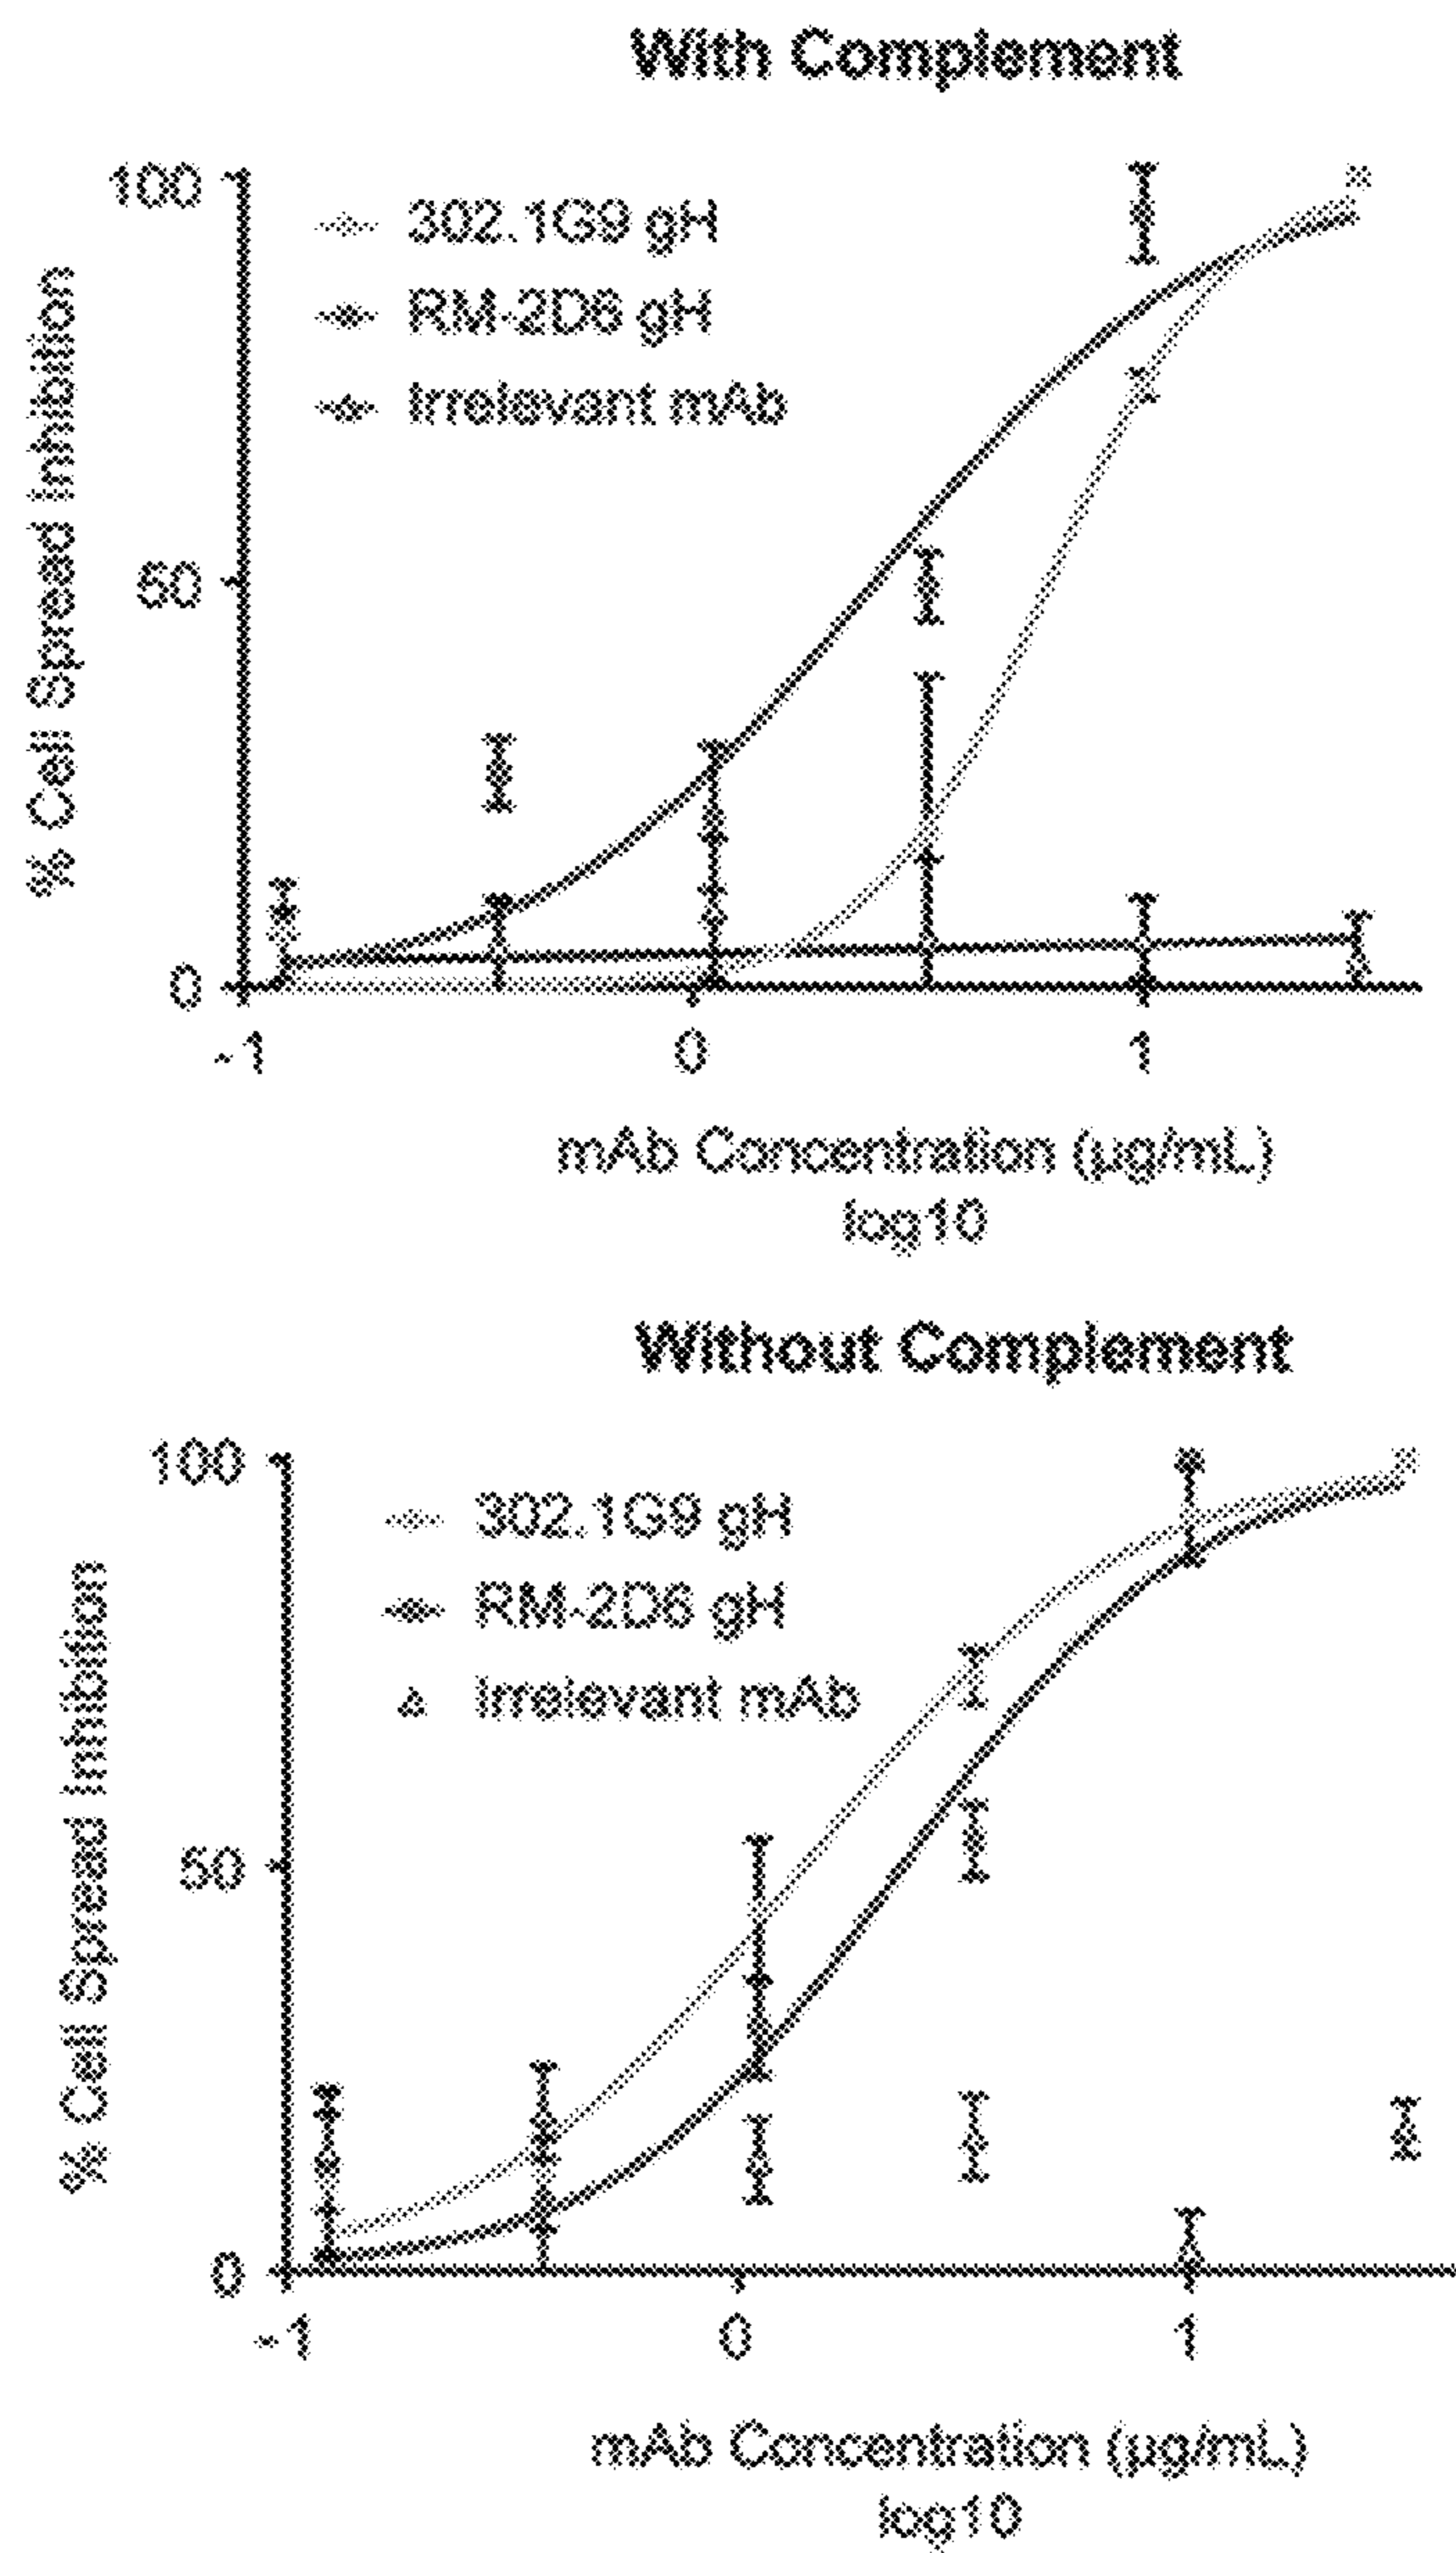 With Complement
100
302.1G9 gH
RM-2D6 gH
Irrelevant mAb
% Cell Spread Inhibition
50
0
-1
0
1
mAb Concentration (µg/mL)
log10
Without Complement
100
302.1G9 gH
RM-2D6 gH
Irrelevant mAb
% Cell Spread Inhibition
50
0
-1
0
1
mAb Concentration (µg/mL)
log10